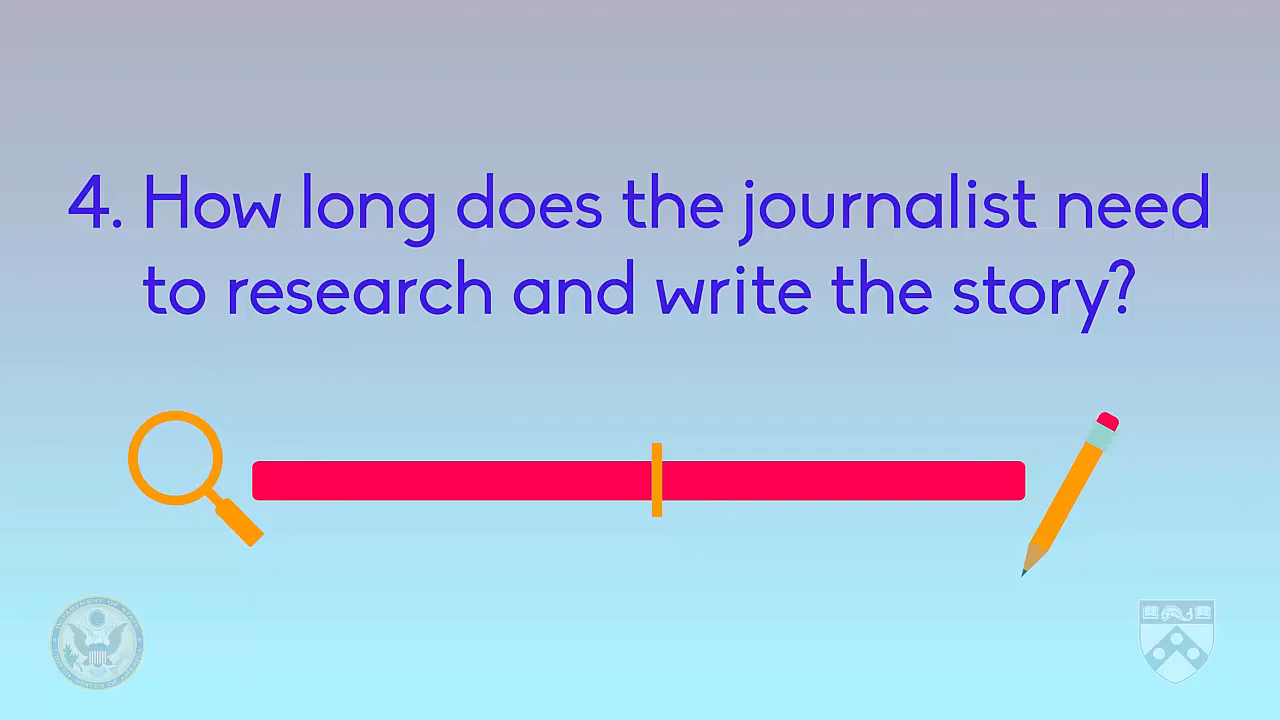 4. How long does the journalist need
to research and write the story?